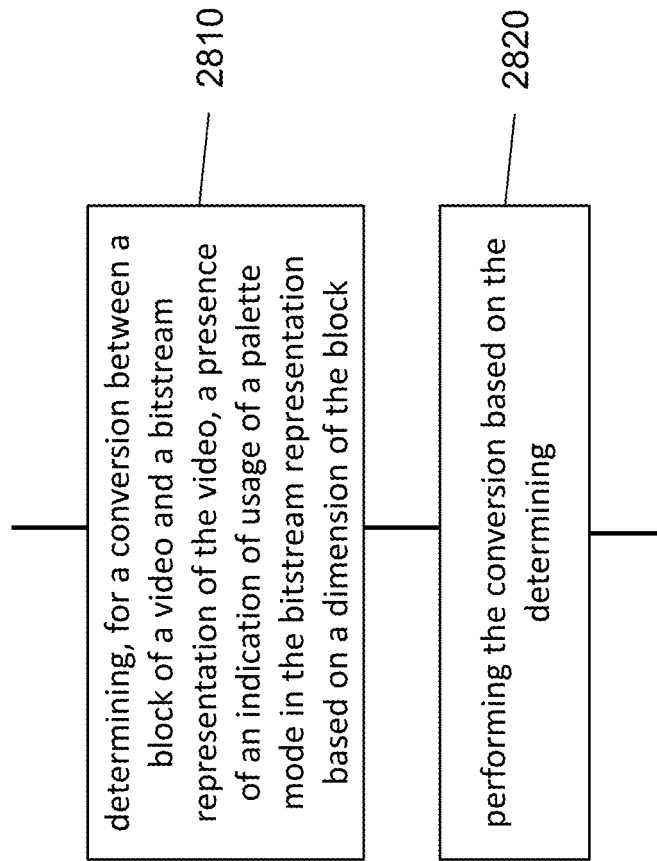 determining, for a conversion between a
block of a video and a bitstream
representation of the video, a presence
of an indication of usage of a palette
mode in the bitstream representation
based on a dimension of the block
2810
performing the conversion based on the
determining
2820